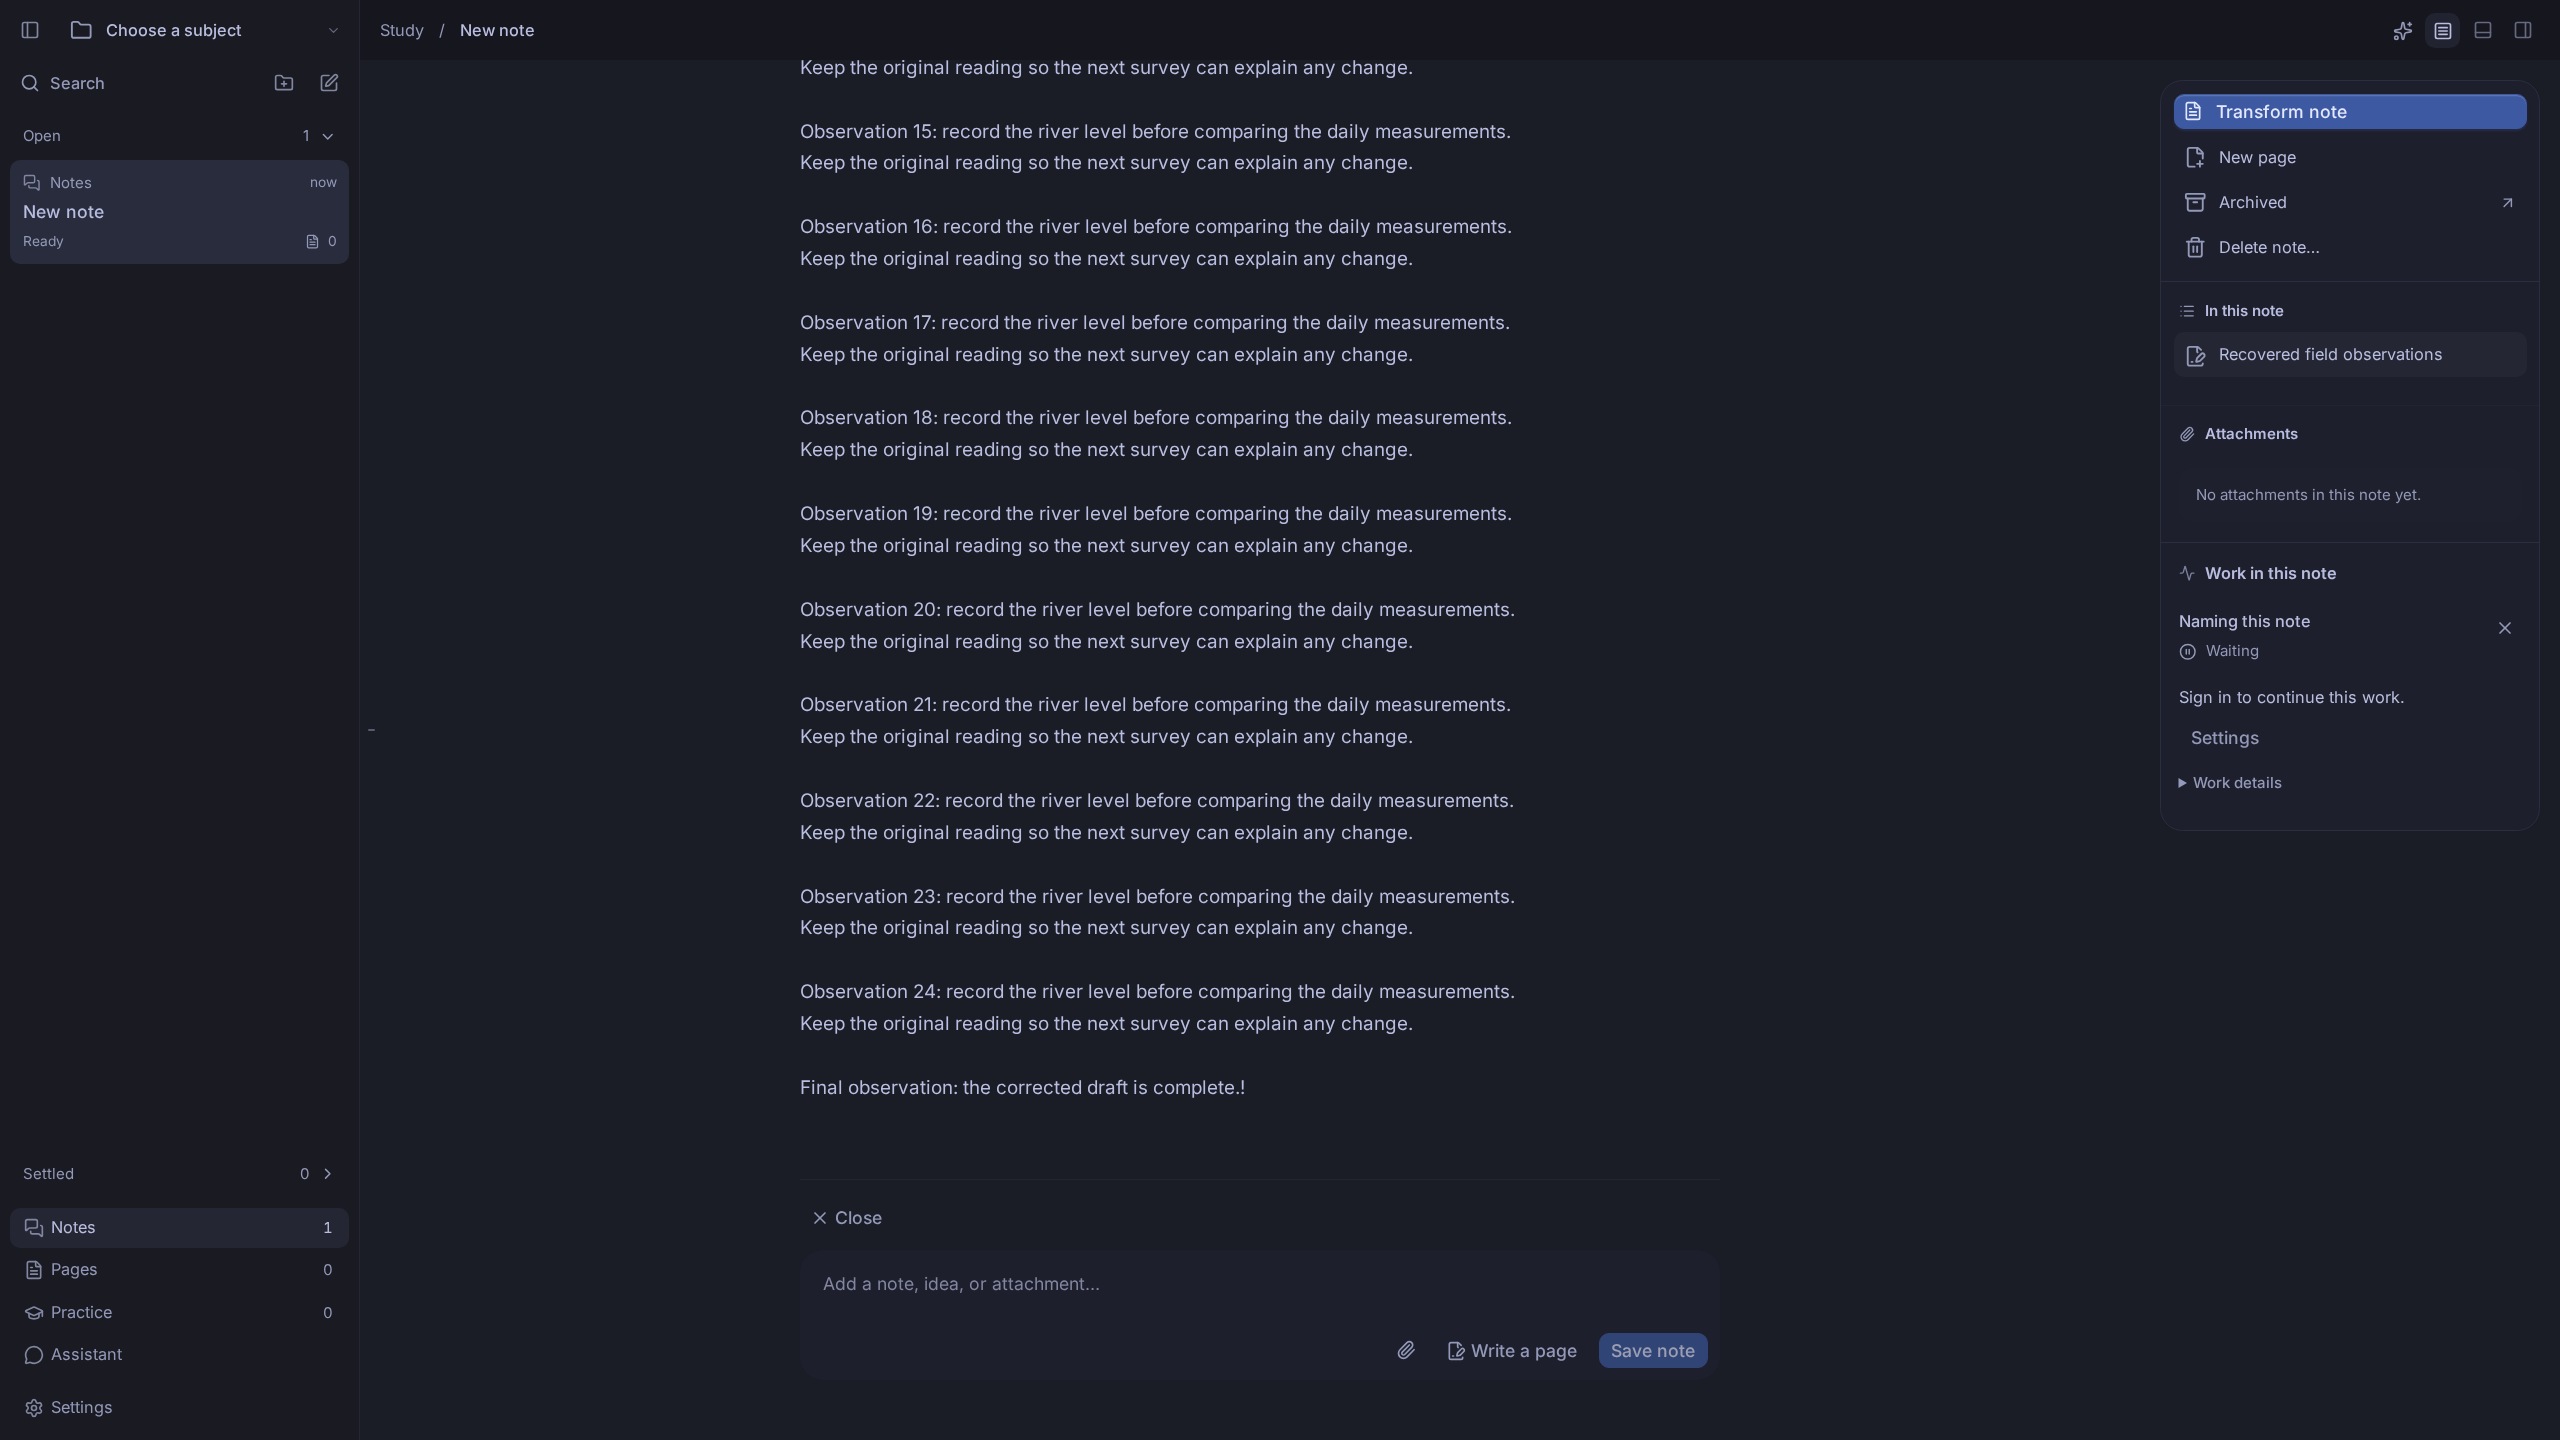 Choose a subject
Search
Open 1
Notes now
New note
Ready 0
Settled 0
Notes 1
Pages 0
Practice 0
Assistant
Settings
Study / New note
Keep the original reading so the next survey can explain any change.
Observation 15: record the river level before comparing the daily measurements.
Keep the original reading so the next survey can explain any change.
Observation 16: record the river level before comparing the daily measurements.
Keep the original reading so the next survey can explain any change.
Observation 17: record the river level before comparing the daily measurements.
Keep the original reading so the next survey can explain any change.
Observation 18: record the river level before comparing the daily measurements.
Keep the original reading so the next survey can explain any change.
Observation 19: record the river level before comparing the daily measurements.
Keep the original reading so the next survey can explain any change.
Observation 20: record the river level before comparing the daily measurements.
Keep the original reading so the next survey can explain any change.
Observation 21: record the river level before comparing the daily measurements.
Keep the original reading so the next survey can explain any change.
Observation 22: record the river level before comparing the daily measurements.
Keep the original reading so the next survey can explain any change.
Observation 23: record the river level before comparing the daily measurements.
Keep the original reading so the next survey can explain any change.
Observation 24: record the river level before comparing the daily measurements.
Keep the original reading so the next survey can explain any change.
Final observation: the corrected draft is complete.!
Close
Add a note, idea, or attachment...
Write a page
Save note
Transform note
New page
Archived
Delete note...
In this note
Recovered field observations
Attachments
No attachments in this note yet.
Work in this note
Naming this note
Waiting
Sign in to continue this work.
Settings
Work details